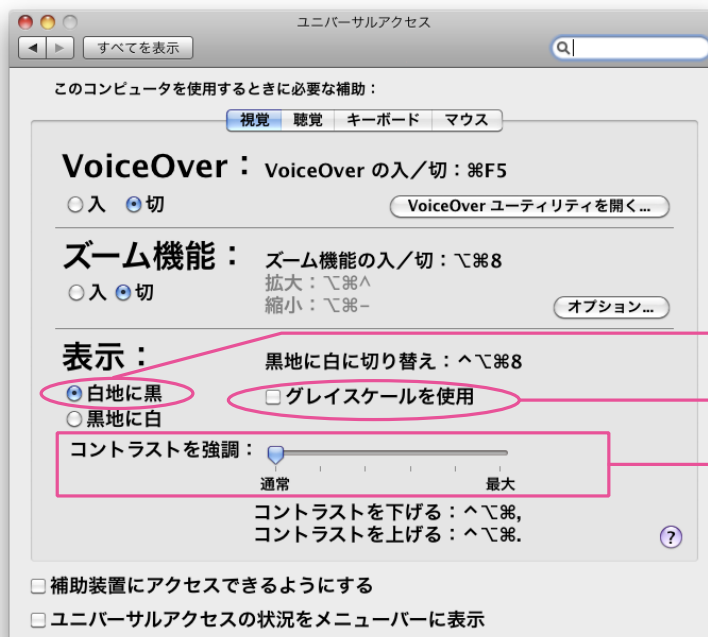 ユニバーサルアクセス
すべてを表示
このコンピュータを使用するときに必要な補助：
視覚 聴覚 キーボード マウス
VoiceOver： VoiceOver の入／切：⌘F5
入 切 VoiceOver ユーティリティを開く...
ズーム機能： ズーム機能の入／切：⌥⌘8
拡大：⌥⌘^
入 切
縮小：⌥⌘-
オプション...
表示： 黒地に白に切り替え：^⌥⌘8
白地に黒 グレイスケールを使用
黒地に白
コントラストを強調：
通常 最大
コントラストを下げる：^⌥⌘,
コントラストを上げる：^⌥⌘.
?
補助装置にアクセスできるようにする
ユニバーサルアクセスの状況をメニューバーに表示